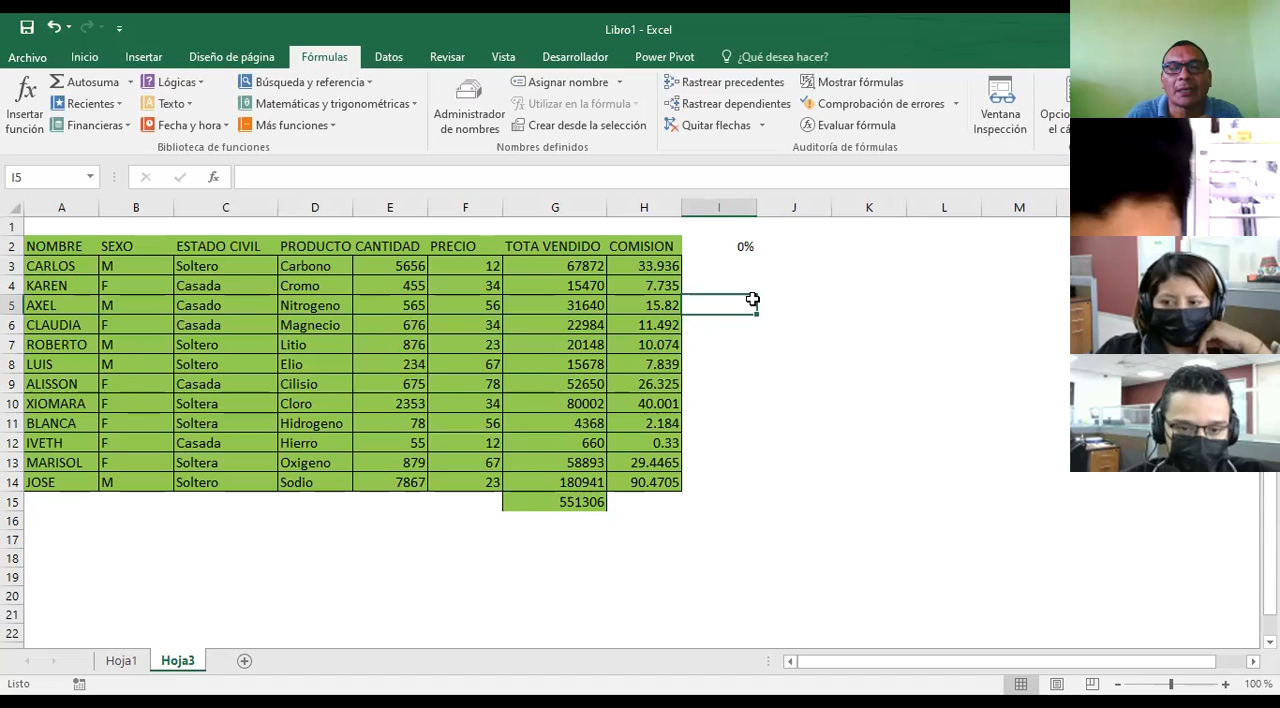 Libro1 - Excel
Archivo Inicio Insertar Diseño de página Fórmulas Datos Revisar Vista Desarrollador Power Pivot ¿Qué desea hacer?
fx Insertar función
Autosuma
Recientes
Financieras
Lógicas
Texto
Fecha y hora
Búsqueda y referencia
Matemáticas y trigonométricas
Más funciones
Biblioteca de funciones
Administrador de nombres
Asignar nombre
Utilizar en la fórmula
Crear desde la selección
Nombres definidos
Rastrear precedentes
Rastrear dependientes
Quitar flechas
Mostrar fórmulas
Comprobación de errores
Evaluar fórmula
Auditoría de fórmulas
Ventana Inspección
I5 fx
A B C D E F G H I J K L M
1
2 NOMBRE SEXO ESTADO CIVIL PRODUCTO CANTIDAD PRECIO TOTA VENDIDO COMISION 0%
3 CARLOS M Soltero Carbono 5656 12 67872 33.936
4 KAREN F Casada Cromo 455 34 15470 7.735
5 AXEL M Casado Nitrogeno 565 56 31640 15.82
6 CLAUDIA F Casada Magnecio 676 34 22984 11.492
7 ROBERTO M Soltero Litio 876 23 20148 10.074
8 LUIS M Soltero Elio 234 67 15678 7.839
9 ALISSON F Casada Cilisio 675 78 52650 26.325
10 XIOMARA F Soltera Cloro 2353 34 80002 40.001
11 BLANCA F Soltera Hidrogeno 78 56 4368 2.184
12 IVETH F Casada Hierro 55 12 660 0.33
13 MARISOL F Soltera Oxigeno 879 67 58893 29.4465
14 JOSE M Soltero Sodio 7867 23 180941 90.4705
15 551306
16
17
18
19
20
21
22
Hoja1 Hoja3
Listo 100 %